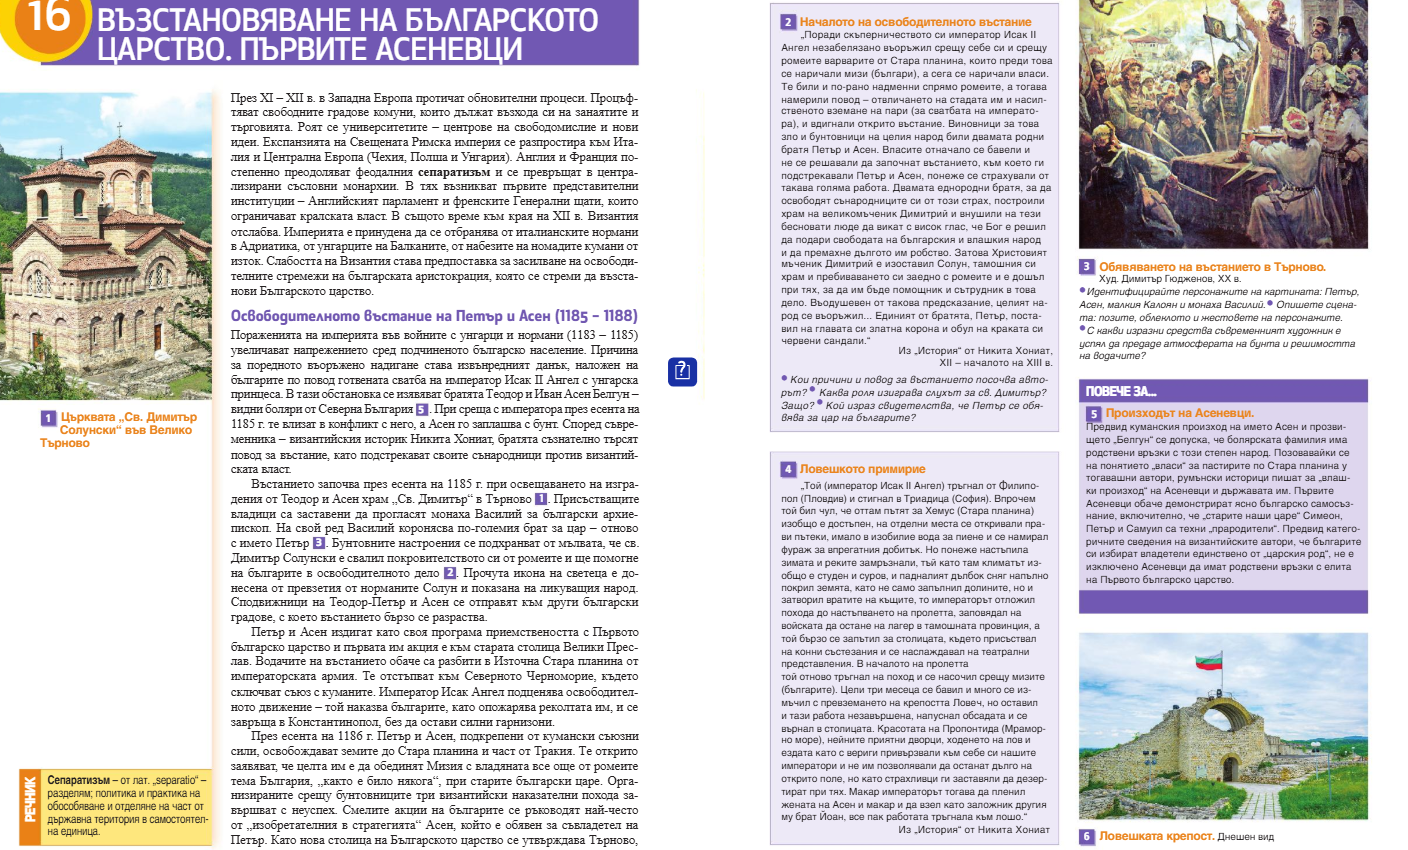 16
ВЪЗСТАНОВЯВАНЕ НА БЪЛГАРСКОТО
ЦАРСТВО. ПЪРВИТЕ АСЕНЕВЦИ
1 Църквата „Св. Димитър
Солунски“ във Велико
Търново
РЕЧНИК
Сепаратизъм – от лат. „separatio“ –
разделям; политика и практика на
обособяване и отделяне на част от
държавна територия в самостоятел-
на единица.
През XI – XII в. в Западна Европа протичат обновителни процеси. Процъф-
тяват свободните градове комуни, които дължат възхода си на занаятите и
търговията. Роят се университетите – центрове на свободомислие и нови
идеи. Експанзията на Свещената Римска империя се разпростира към Ита-
лия и Централна Европа (Чехия, Полша и Унгария). Англия и Франция по-
степенно преодоляват феодалния сепаратизъм и се превръщат в центра-
лизирани съсловни монархии. В тях възникват първите представителни
институции – Английският парламент и френските Генерални щати, които
ограничават кралската власт. В същото време към края на XII в. Византия
отслабва. Империята е принудена да се отбранява от италианските нормани
в Адриатика, от унгарците на Балканите, от набезите на номадите кумани от
изток. Слабостта на Византия става предпоставка за засилване на освободи-
телните стремежи на българската аристокрация, която се стреми да възста-
нови Българското царство.
Освободителното въстание на Петър и Асен (1185 – 1188)
Пораженията на империята във войните с унгарци и нормани (1183 – 1185)
увеличават напрежението сред подчиненото българско население. Причина
за поредното въоръжено надигане става извънредният данък, наложен на
българите по повод готвената сватба на император Исак II Ангел с унгарска
принцеса. В тази обстановка се изявяват братята Теодор и Иван Асен Белгун –
видни боляри от Северна България 5. При среща с императора през есента на
1185 г. те влизат в конфликт с него, а Асен го заплашва с бунт. Според съвре-
менника – византийския историк Никита Хониат, братята съзнателно търсят
повод за въстание, като подстрекават своите сънародници против византий-
ската власт.
Въстанието започва през есента на 1185 г. при освещаването на изгра-
дения от Теодор и Асен храм „Св. Димитър“ в Търново 1. Присъстващите
владици са заставени да прогласят монаха Василий за български архие-
пископ. На свой ред Василий коронясва по-големия брат за цар – отново
с името Петър 3. Бунтовните настроения се подхранват от мълвата, че св.
Димитър Солунски е свалил покровителството си от ромеите и ще помогне
на българите в освободителното дело 2. Прочута икона на светеца е до-
несена от превзетия от норманите Солун и показана на ликуващия народ.
Сподвижници на Теодор-Петър и Асен се отправят към други български
градове, с което въстанието бързо се разраства.
Петър и Асен издигат като своя програма приемствеността с Първото
българско царство и първата им акция е към старата столица Велики Прес-
лав. Водачите на въстанието обаче са разбити в Източна Стара планина от
императорската армия. Те отстъпват към Северното Черноморие, където
сключват съюз с куманите. Император Исак Ангел подценява освободител-
ното движение – той наказва българите, като опожарява реколтата им, и се
завръща в Константинопол, без да остави силни гарнизони.
През есента на 1186 г. Петър и Асен, подкрепени от кумански съюзни
сили, освобождават земите до Стара планина и част от Тракия. Те открито
заявяват, че целта им е да обединят Мизия с владяната все още от ромеите
тема България, „както е било някога“, при старите български царе. Орга-
низираните срещу бунтовниците три византийски наказателни похода за-
вършват с неуспех. Смелите акции на българите се ръководят най-често
от „изобретателния в стратегията“ Асен, който е обявен за съвладетел на
Петър. Като нова столица на Българското царство се утвърждава Търново,
?
2 Началото на освободителното въстание
„Поради скъперничеството си император Исак II
Ангел незабелязано въоръжил срещу себе си и срещу
ромеите варварите от Стара планина, които преди това
се наричали мизи (българи), а сега се наричали власи.
Те били и по-рано надменни спрямо ромеите, а тогава
намерили повод – отвличането на стадата им и насил-
ственото вземане на пари (за сватбата на императо-
ра), и вдигнали открито въстание. Виновници за това
зло и бунтовници на целия народ били двамата родни
братя Петър и Асен. Власите отначало се бавели и
не се решавали да започнат въстанието, към което ги
подстрекавали Петър и Асен, понеже се страхували от
такава голяма работа. Двамата еднородни братя, за да
освободят сънародниците си от този страх, построили
храм на великомъченик Димитрий и внушили на тези
бесновати люде да викат с висок глас, че Бог е решил
да подари свободата на българския и влашкия народ
и да премахне дългото им робство. Затова Христовият
мъченик Димитрий е изоставил Солун, тамошния си
храм и пребиваването си заедно с ромеите и е дошъл
при тях, за да им бъде помощник и сътрудник в това
дело. Въодушевен от такова предсказание, целият на-
род се въоръжил... Единият от братята, Петър, поста-
вил на главата си златна корона и обул на краката си
червени сандали.“
Из „История“ от Никита Хониат,
XII – началото на XIII в.
● Кои причини и повод за въстанието посочва авто-
рът? ● Каква роля изиграва слухът за св. Димитър?
Защо? ● Кой израз свидетелства, че Петър се обя-
вява за цар на българите?
4 Ловешкото примирие
„Той (император Исак II Ангел) тръгнал от Филипо-
пол (Пловдив) и стигнал в Триадица (София). Впрочем
той бил чул, че оттам пътят за Хемус (Стара планина)
изобщо е достъпен, на отделни места се откривали пра-
ви пътеки, имало в изобилие вода за пиене и се намирал
фураж за впрегатния добитък. Но понеже настъпила
зимата и реките замръзнали, тъй като там климатът из-
общо е студен и суров, и падналият дълбок сняг напълно
покрил земята, като не само запълнил долините, но и
затворил вратите на къщите, то императорът отложил
похода до настъпването на пролетта, заповядал на
войската да остане на лагер в тамошната провинция, а
той бързо се запътил за столицата, където присъствал
на конни състезания и се наслаждавал на театрални
представления. В началото на пролетта
той отново тръгнал на поход и се насочил срещу мизите
(българите). Цели три месеца се бавил и много се из-
мъчил с превземането на крепостта Ловеч, но оставил
и тази работа незавършена, напуснал обсадата и се
върнал в столицата. Красотата на Пропонтида (Мрамор-
но море), нейните приятни дворци, ходенето на лов и
ездата като с вериги привързвали към себе си нашите
императори и не им позволявали да останат дълго на
открито поле, но като страхливци ги заставяли да дезер-
тират при тях. Макар императорът тогава да пленил
жената на Асен и макар и да взел като заложник другия
му брат Йоан, все пак работата тръгнала към лошо.“
Из „История“ от Никита Хониат
3 Обявяването на въстанието в Търново.
Худ. Димитър Гюдженов, XX в.
● Идентифицирайте персонажите на картината: Петър,
Асен, малкия Калоян и монаха Василий. ● Опишете сцена-
та: позите, облеклото и жестовете на персонажите.
● С какви изразни средства съвременният художник е
успял да предаде атмосферата на бунта и решимостта
на водачите?
ПОВЕЧЕ ЗА...
5 Произходът на Асеневци.
Предвид куманския произход на името Асен и прозви-
щето „Белгун“ се допуска, че болярската фамилия има
родствени връзки с този степен народ. Позовавайки се
на понятието „власи“ за пастирите по Стара планина у
тогавашни автори, румънски историци пишат за „влаш-
ки произход“ на Асеневци и държавата им. Първите
Асеневци обаче демонстрират ясно българско самосъз-
нание, включително, че „старите наши царе“ Симеон,
Петър и Самуил са техни „прародители“. Предвид катего-
ричните сведения на византийските автори, че българите
си избират владетели единствено от „царския род“, не е
изключено Асеневци да имат родствени връзки с елита
на Първото българско царство.
6 Ловешката крепост. Днешен вид